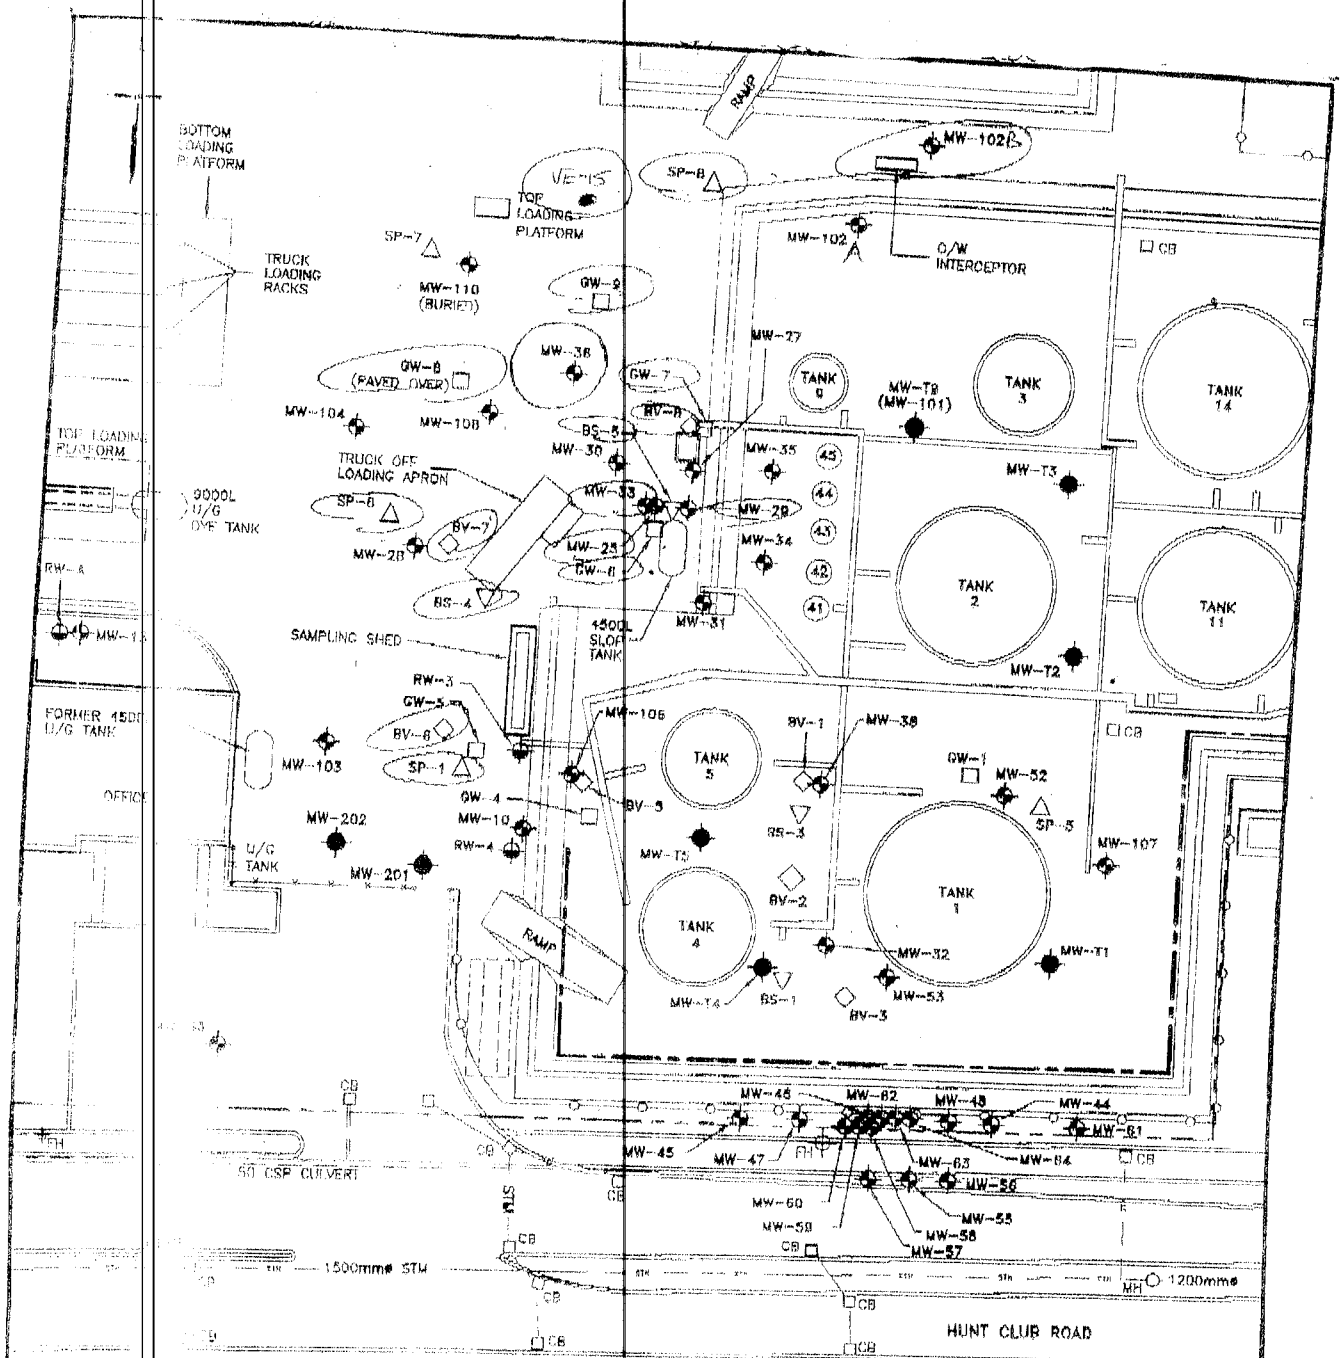 RAMP
BOTTOM
LOADING
PLATFORM
MW-102B
VE-15
SP-8
TOP
LOADING
PLATFORM
SP-7
MW-102
A
O/W
INTERCEPTOR
CB
TRUCK
LOADING
RACKS
MW-110
(BURIED)
GW-9
MW-27
MW-36
GW-8
(PAVED OVER)
GW-7
TANK
9
MW-T9
(MW-101)
TANK
3
TANK
14
MW-104
MW-108
BV-8
BS-5
TOP LOADING
PLATFORM
MW-30
MW-35
45
MW-T3
TRUCK OFF
LOADING APRON
9000L
U/G
DYE TANK
SP-6
MW-33
MW-29
44
BV-7
43
MW-28
MW-25
GW-6
MW-34
42
TANK
2
BS-4
MW-31
41
TANK
11
SAMPLING SHED
4500L
SLOP
TANK
MW-T2
RW-3
GW-5
FORMER
U/G TANK
BV-6
MW-106
BV-1
MW-38
CB
MW-103
SP-1
TANK
5
GW-1
MW-52
GW-4
BV-5
BS-3
SP-5
MW-10
MW-202
RW-4
MW-T5
MW-107
U/G
TANK
MW-201
BV-2
TANK
1
RAMP
TANK
4
MW-32
MW-T1
MW-T4
BS-1
MW-53
BV-3
CB
MW-46
MW-62
MW-48
MW-44
MW-61
FH
CB
MW-45
MW-47
FH
MW-63
MW-64
CB
CSP CULVERT
CB
MW-56
STM
MW-60
MW-55
MW-59
MW-58
MW-57
CB
CB
1500mmø STM
STM
STM
MH
1200mmø
CB
CB
CB
CB
HUNT CLUB ROAD